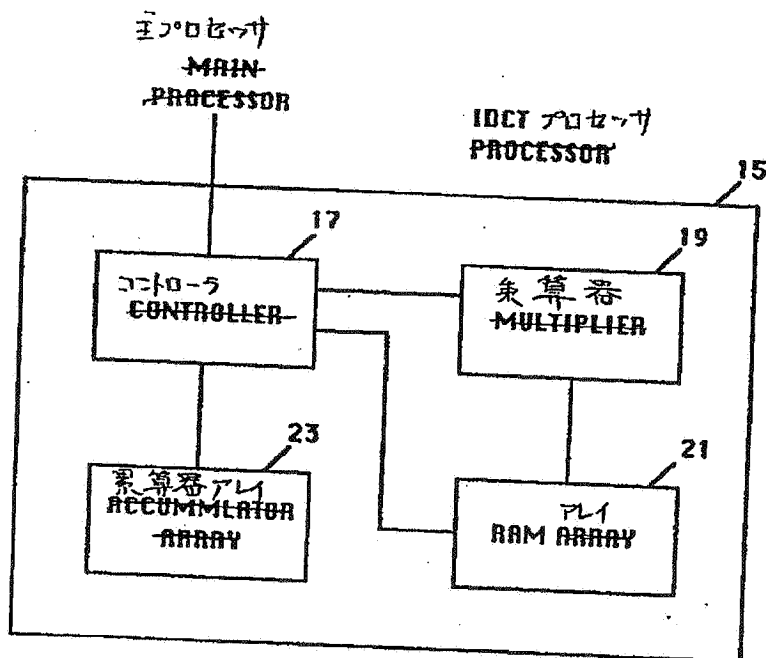 主プロセッサ
MAIN
PROCESSOR
IDCT プロセッサ
PROCESSOR
15
17
19
コントローラ
CONTROLLER
乗算器
MULTIPLIER
23
21
累算器アレイ
ACCUMMLATOR
ARRAY
アレイ
RAM ARRAY